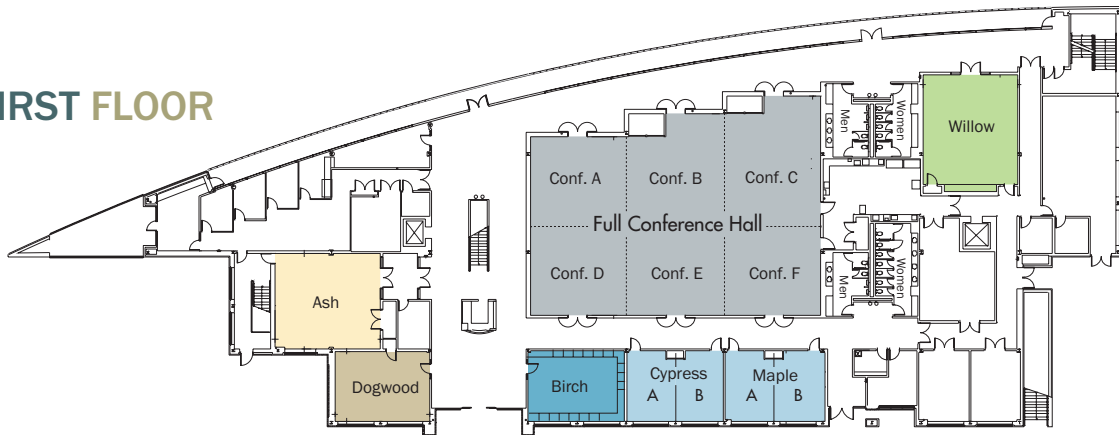 IRST FLOOR
Men
Women
Willow
Conf. A
Conf. B
Conf. C
Full Conference Hall
Conf. D
Conf. E
Conf. F
Men
Women
Ash
Dogwood
Birch
Cypress
A B
Maple
A B